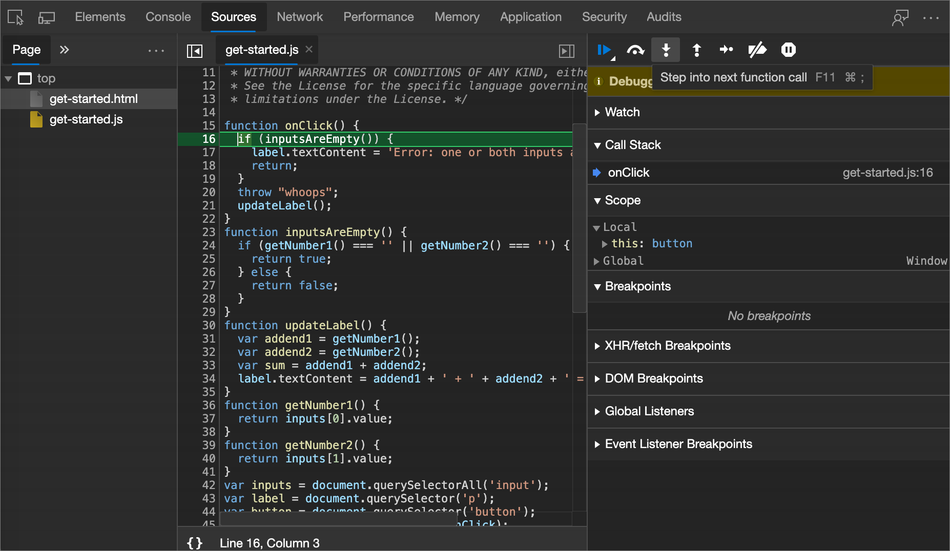 Elements Console Sources Network Performance Memory Application Security Audits
Page
get-started.js
Step into next function call F11 ⌘ ;
top
get-started.html
get-started.js
11 * WITHOUT WARRANTIES OR CONDITIONS OF ANY KIND, eithe
12 * See the License for the specific language governing
13 * limitations under the License. */
14
15 function onClick() {
16 if (inputsAreEmpty()) {
17 label.textContent = 'Error: one or both inputs a
18 return;
19 }
20 throw "whoops";
21 updateLabel();
22 }
23 function inputsAreEmpty() {
24 if (getNumber1() === '' || getNumber2() === '') {
25 return true;
26 } else {
27 return false;
28 }
29 }
30 function updateLabel() {
31 var addend1 = getNumber1();
32 var addend2 = getNumber2();
33 var sum = addend1 + addend2;
34 label.textContent = addend1 + ' + ' + addend2 + ' =
35 }
36 function getNumber1() {
37 return inputs[0].value;
38 }
39 function getNumber2() {
40 return inputs[1].value;
41 }
42 var inputs = document.querySelectorAll('input');
43 var label = document.querySelector('p');
44 var button = document.querySelector('button');
45 nClick);
{} Line 16, Column 3
Debugg
Watch
Call Stack
onClick get-started.js:16
Scope
Local
this: button
Global Window
Breakpoints
No breakpoints
XHR/fetch Breakpoints
DOM Breakpoints
Global Listeners
Event Listener Breakpoints